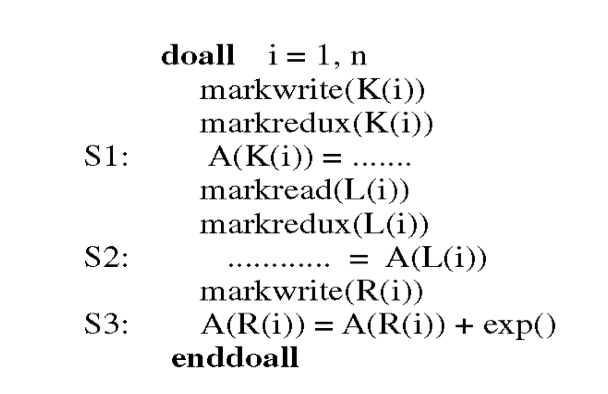 doall i = 1, n
markwrite(K(i))
markredux(K(i))
S1: A(K(i)) = .......
markread(L(i))
markredux(L(i))
S2: ............ = A(L(i))
markwrite(R(i))
S3: A(R(i)) = A(R(i)) + exp()
enddoall